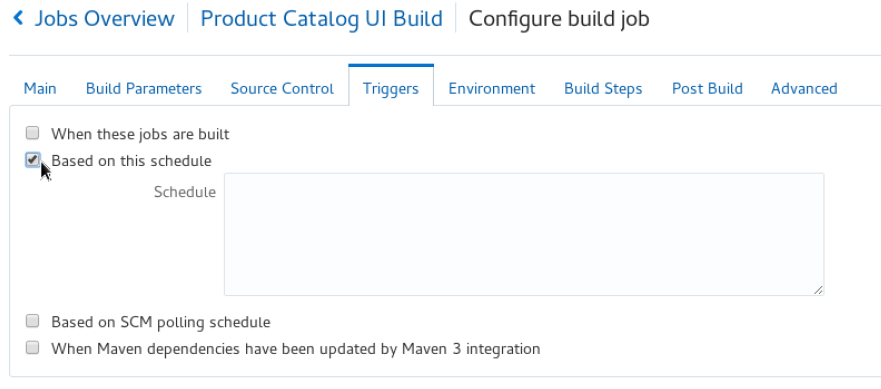 Jobs Overview Product Catalog UI Build Configure build job
Main Build Parameters Source Control Triggers Environment Build Steps Post Build Advanced
When these jobs are built
Based on this schedule
Schedule
Based on SCM polling schedule
When Maven dependencies have been updated by Maven 3 integration